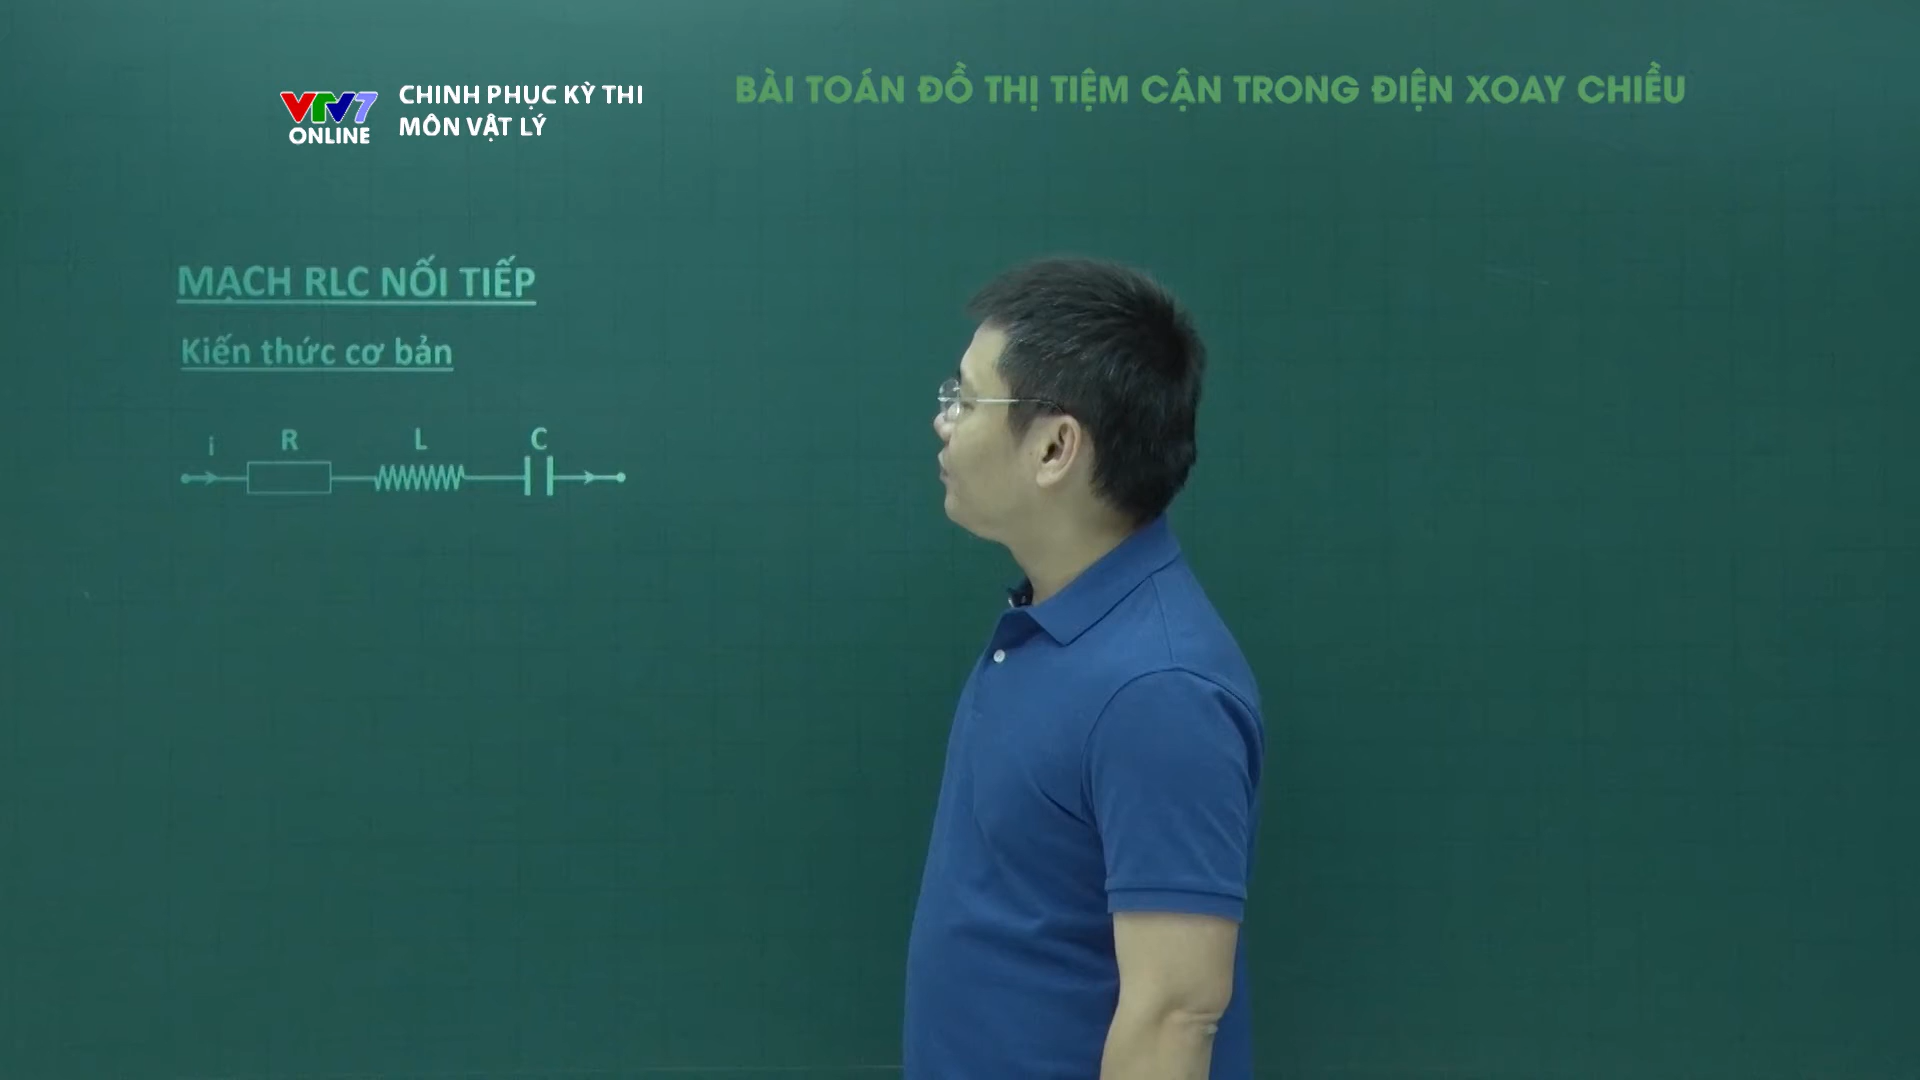 VTV7
ONLINE
CHINH PHỤC KỲ THI
MÔN VẬT LÝ
BÀI TOÁN ĐỒ THỊ TIỆM CẬN TRONG ĐIỆN XOAY CHIỀU
MẠCH RLC NỐI TIẾP
Kiến thức cơ bản
i R L C